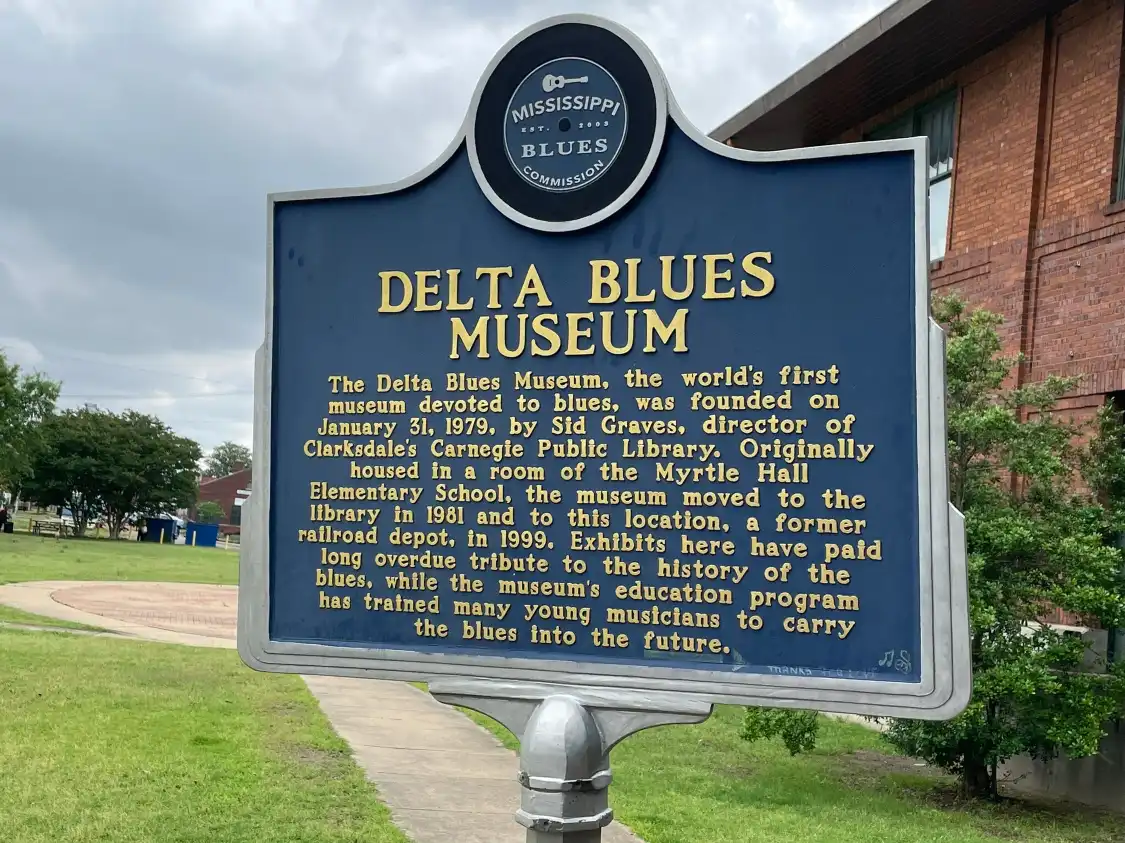 MISSISSIPPI
EST. 2003
BLUES
COMMISSION
DELTA BLUES
MUSEUM
The Delta Blues Museum, the world's first
museum devoted to blues, was founded on
January 31, 1979, by Sid Graves, director of
Clarksdale's Carnegie Public Library. Originally
housed in a room of the Myrtle Hall
Elementary School, the museum moved to the
library in 1981 and to this location, a former
railroad depot, in 1999. Exhibits here have paid
long overdue tribute to the history of the
blues, while the museum's education program
has trained many young musicians to carry
the blues into the future.
THANKS FOR